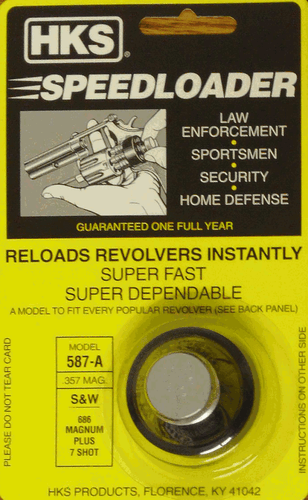 HKS®
SPEEDLOADER
LAW
ENFORCEMENT
•
SPORTSMEN
•
SECURITY
•
HOME DEFENSE
GUARANTEED ONE FULL YEAR
RELOADS REVOLVERS INSTANTLY
SUPER FAST
SUPER DEPENDABLE
A MODEL TO FIT EVERY POPULAR REVOLVER (SEE BACK PANEL)
PLEASE DO NOT TEAR CARD
MODEL
587-A
.357 MAG.
S&W
686
MAGNUM
PLUS
7 SHOT
INSTRUCTIONS ON OTHER SIDE
HKS PRODUCTS, FLORENCE, KY 41042